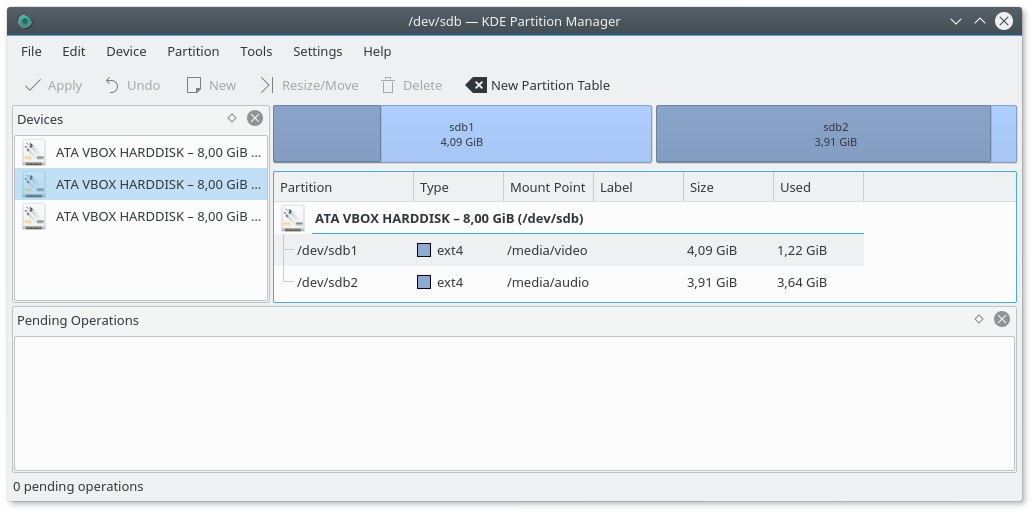 /dev/sdb — KDE Partition Manager
File Edit Device Partition Tools Settings Help
Apply Undo New Resize/Move Delete New Partition Table
Devices
ATA VBOX HARDDISK – 8,00 GiB ...
ATA VBOX HARDDISK – 8,00 GiB ...
ATA VBOX HARDDISK – 8,00 GiB ...
sdb1
4,09 GiB
sdb2
3,91 GiB
Partition Type Mount Point Label Size Used
ATA VBOX HARDDISK – 8,00 GiB (/dev/sdb)
/dev/sdb1 ext4 /media/video 4,09 GiB 1,22 GiB
/dev/sdb2 ext4 /media/audio 3,91 GiB 3,64 GiB
Pending Operations
0 pending operations